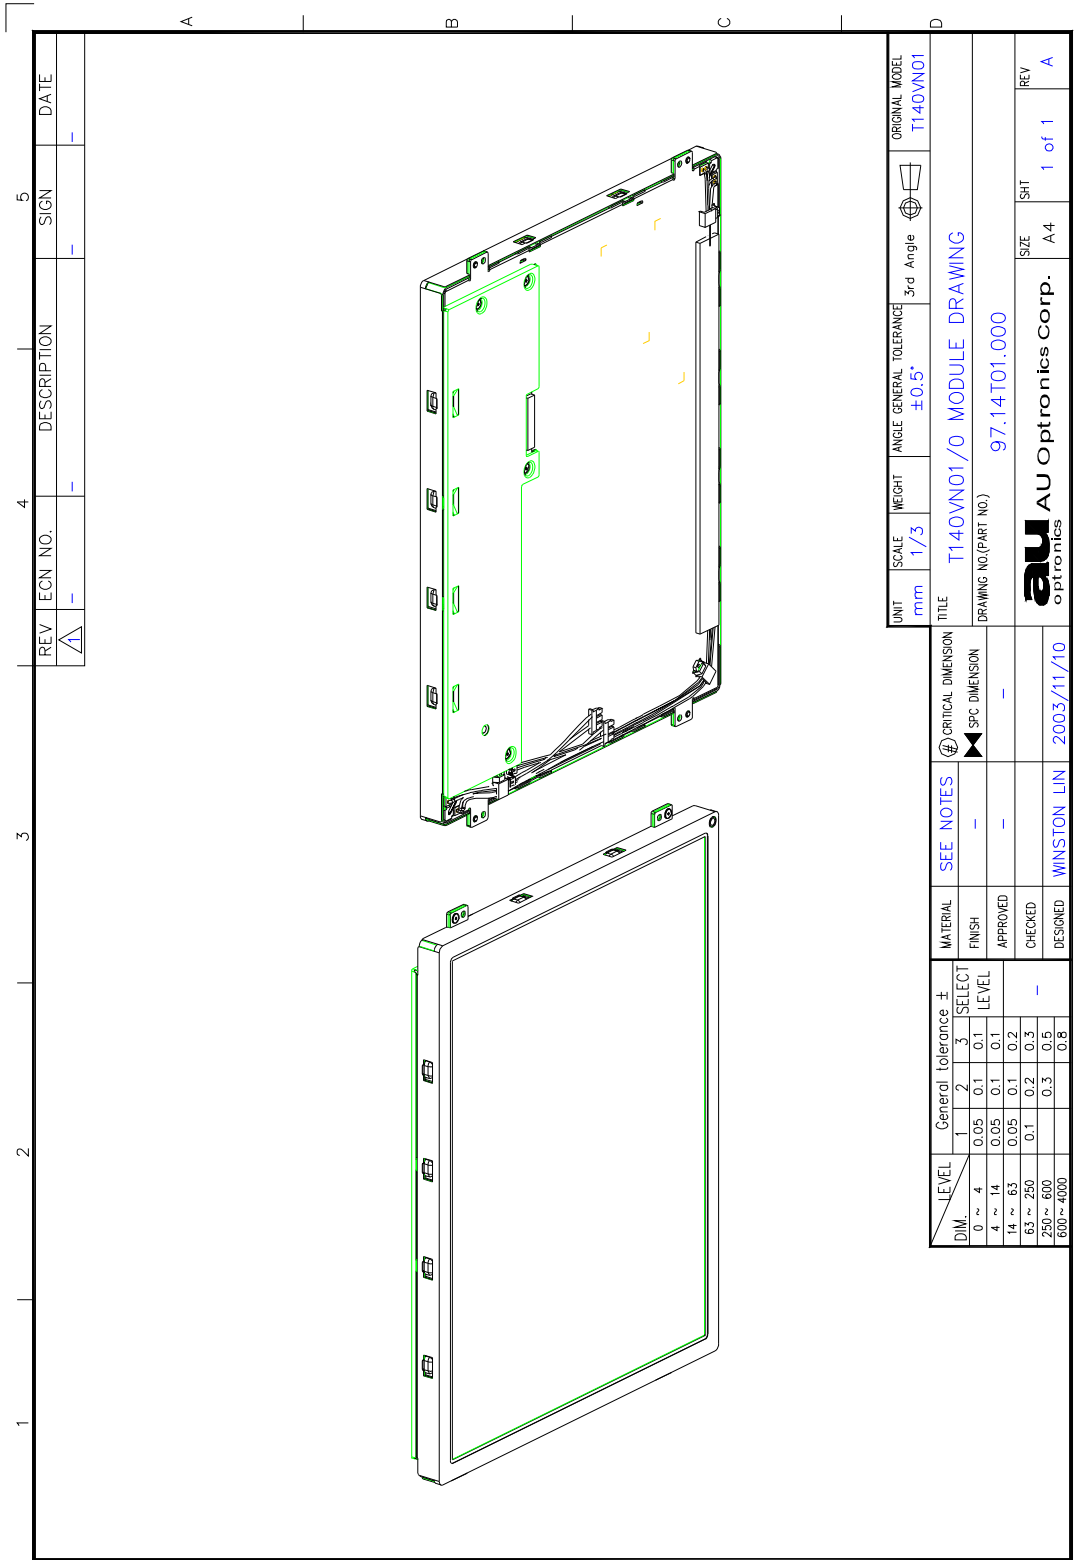 1 2 3 4 5
A
B
C
D
REV ECN NO. DESCRIPTION SIGN DATE
1 - - - -
LEVEL General tolerance ±
DIM. 1 2 3 SELECT LEVEL
0 ~ 4 0.05 0.1 0.1
4 ~ 14 0.05 0.1 0.1
14 ~ 63 0.05 0.1 0.2 -
63 ~ 250 0.1 0.2 0.3
250 ~ 600 0.3 0.5
600 ~ 4000 0.8
MATERIAL SEE NOTES
FINISH -
APPROVED - -
CHECKED
DESIGNED WINSTON LIN 2003/11/10
# CRITICAL DIMENSION
SPC DIMENSION
UNIT mm
SCALE 1/3
WEIGHT
ANGLE GENERAL TOLERANCE ±0.5°
3rd Angle
ORIGINAL MODEL T140VN01
TITLE T140VN01/0 MODULE DRAWING
DRAWING NO.(PART NO.) 97.14T01.000
au optronics
AU Optronics Corp.
SIZE A4
SHT 1 of 1
REV A